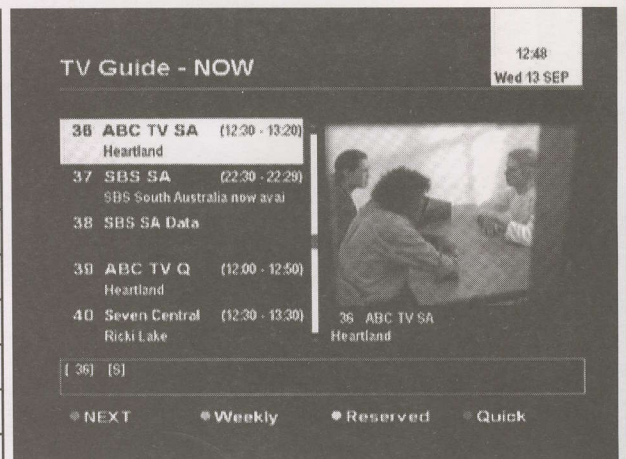 12:48
TV Guide - NOW
Wed 13 SEP
36 ABC TV SA (12:30 - 13:20)
Heartland
37 SBS SA (22:30 - 22:29)
SBS South Australia now avai
38 SBS SA Data
39 ABC TV Q (12:00 - 12:50)
Heartland
40 Seven Central (12:30 - 13:30)
Ricki Lake
36 ABC TV SA
Heartland
[ 36] [S]
NEXT Weekly Reserved Quick